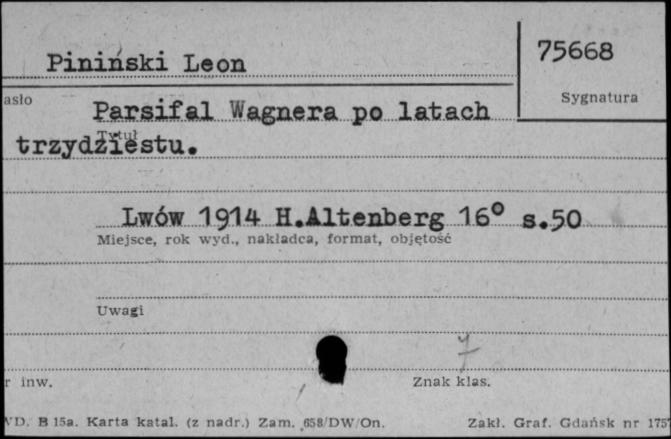 Piniński Leon
75668
asło
Sygnatura
Parsifal Wagnera po latach
Tytuł
trzydziestu.
Lwów 1914 H.Altenberg 16° s.50
Miejsce, rok wyd., nakładca, format, objętość
Uwagi
7
r inw.
Znak klas.
VD. B 15a. Karta katal. (z nadr.) Zam. 658/DW/On.
Zakł. Graf. Gdańsk nr 175